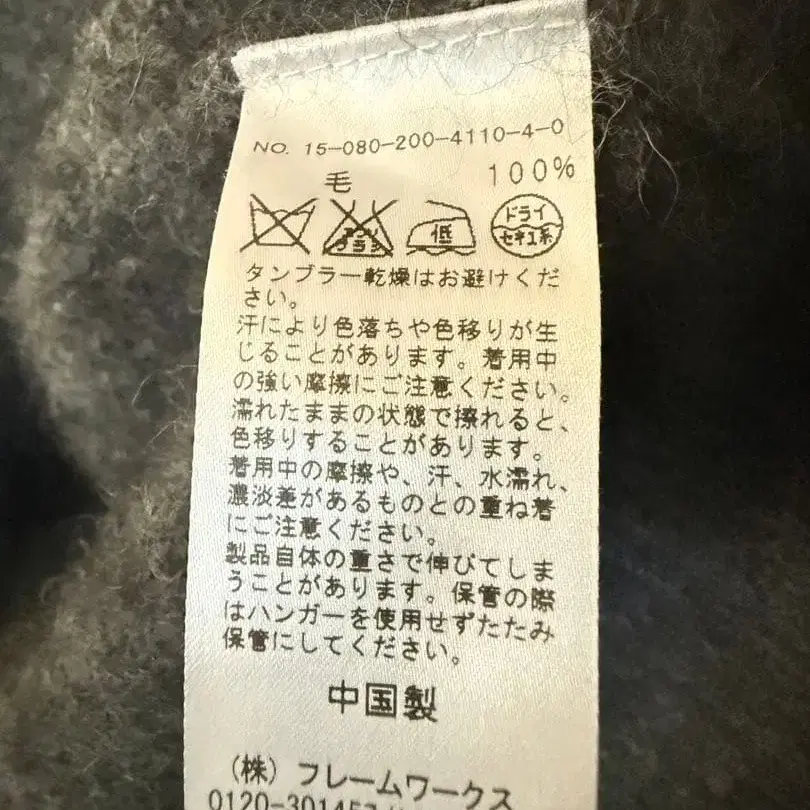 NO. 15-080-200-4110-4-0
毛 100%
エンソ サラシ 低 ドライ セキユ系
タンブラー乾燥はお避けくだ
さい。
汗により色落ちや色移りが生
じることがあります。着用中
の強い摩擦にご注意ください。
濡れたままの状態で擦れると、
色移りすることがあります。
着用中の摩擦や、汗、水濡れ、
濃淡差があるものとの重ね着
にご注意ください。
製品自体の重さで伸びてしま
うことがあります。保管の際
はハンガーを使用せずたたみ
保管にしてください。
中国製
(株) フレームワークス